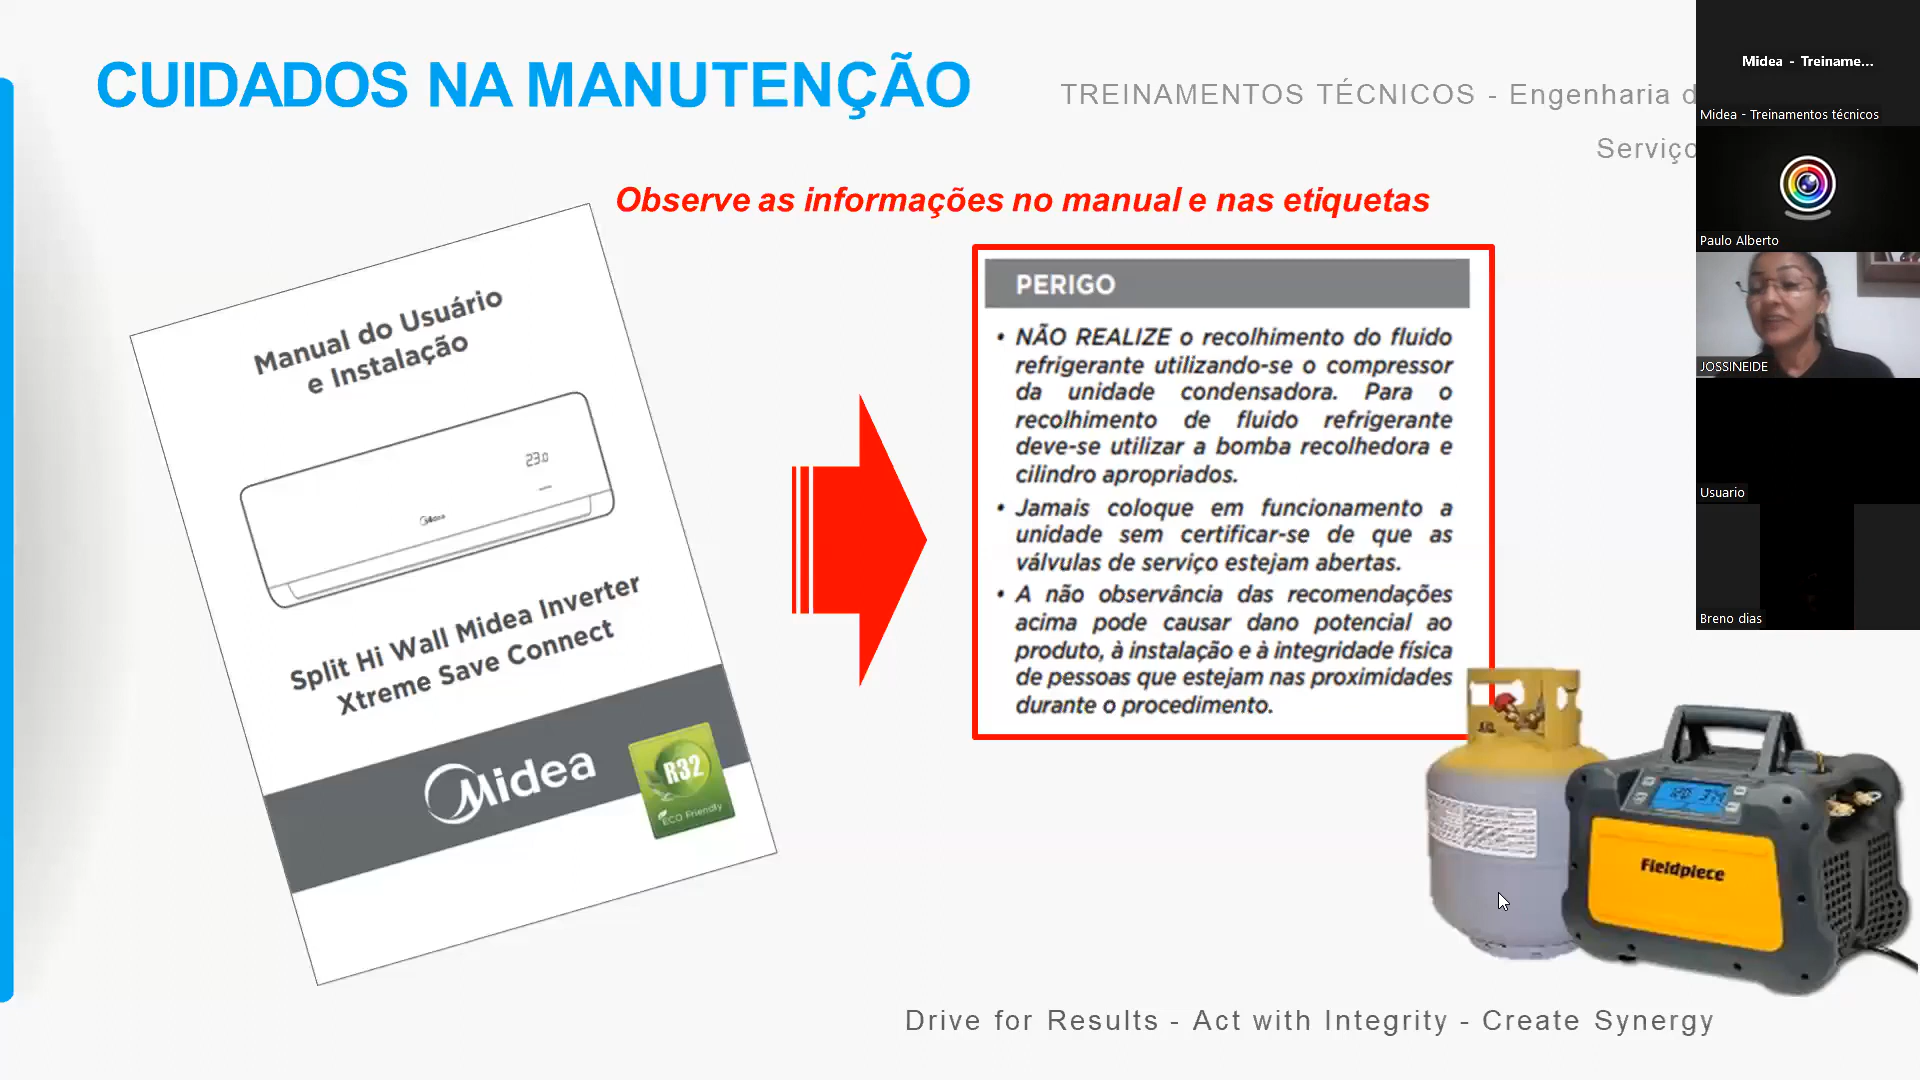 CUIDADOS NA MANUTENÇÃO
TREINAMENTOS TÉCNICOS - Engenharia d
Serviço
Observe as informações no manual e nas etiquetas
Manual do Usuário
e Instalação
23.0
Midea
Split Hi Wall Midea Inverter
Xtreme Save Connect
Midea
R32
ECO Friendly
PERIGO
• NÃO REALIZE o recolhimento do fluido
refrigerante utilizando-se o compressor
da unidade condensadora. Para o
recolhimento de fluido refrigerante
deve-se utilizar a bomba recolhedora e
cilindro apropriados.
• Jamais coloque em funcionamento a
unidade sem certificar-se de que as
válvulas de serviço estejam abertas.
• A não observância das recomendações
acima pode causar dano potencial ao
produto, à instalação e à integridade física
de pessoas que estejam nas proximidades
durante o procedimento.
Fieldpiece
Drive for Results - Act with Integrity - Create Synergy
Midea - Treiname...
Midea - Treinamentos técnicos
Paulo Alberto
JOSSINEIDE
Usuario
Breno dias